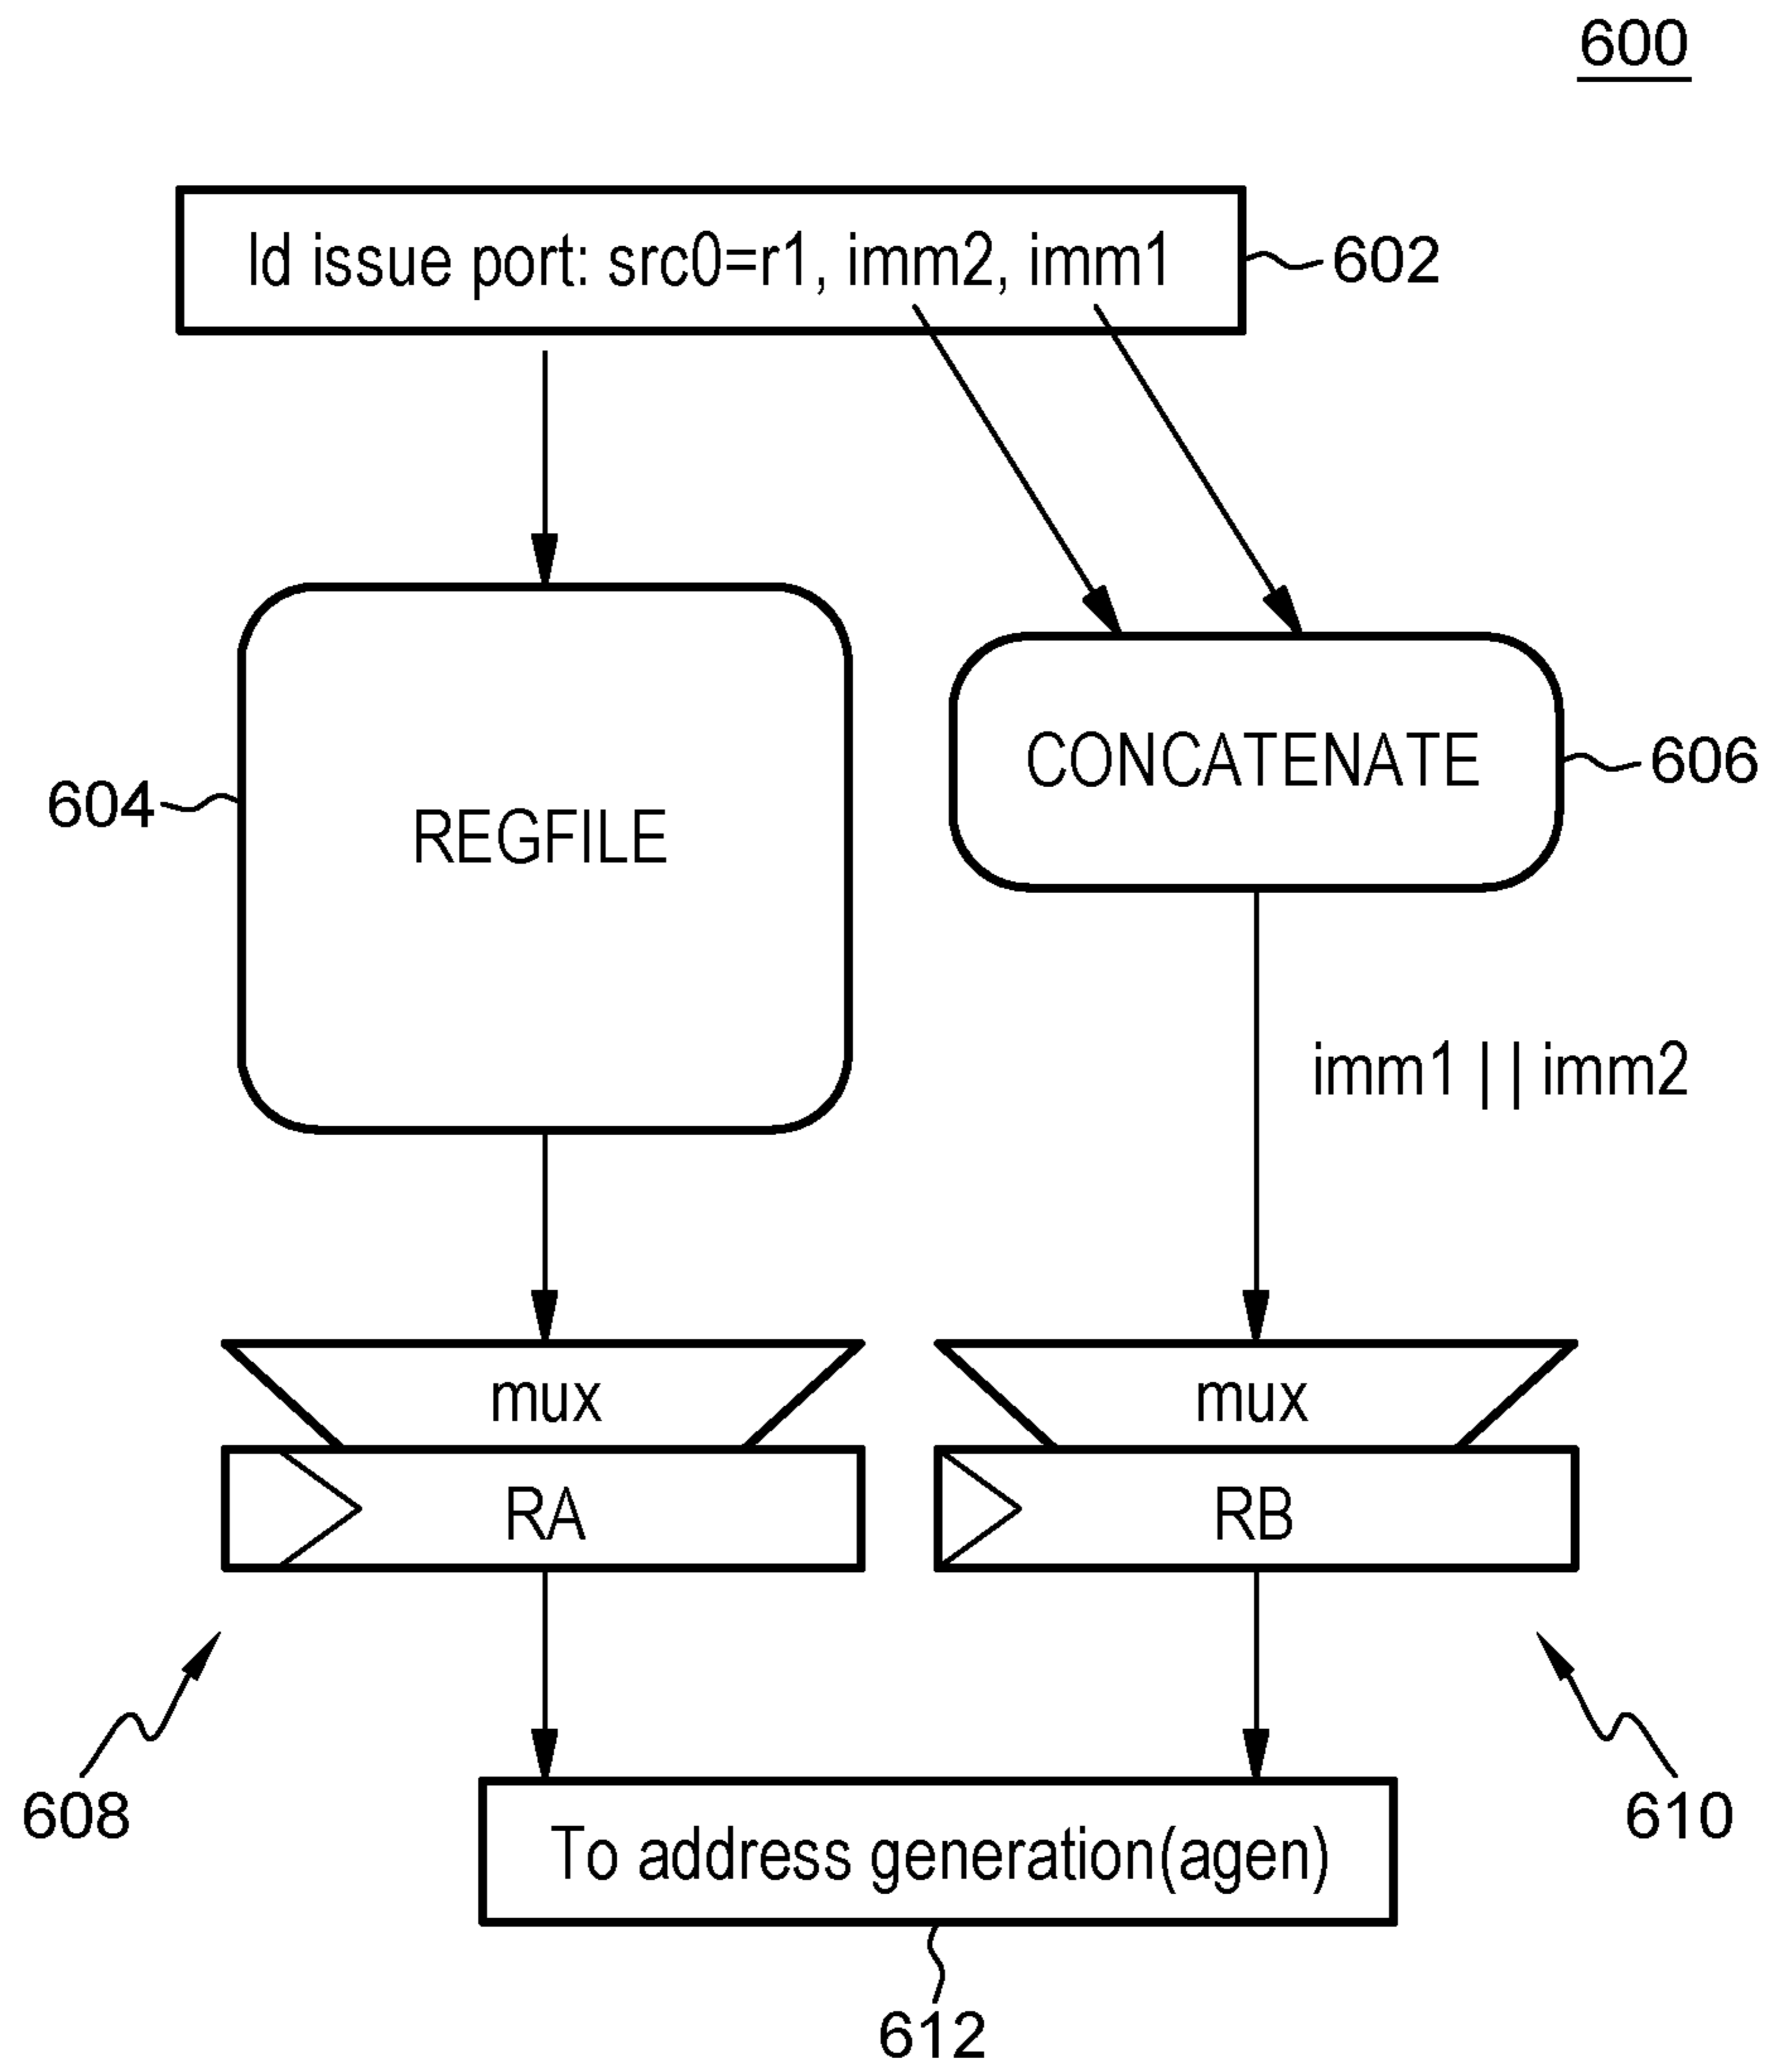 600
ld issue port: src0=r1, imm2, imm1
602
604
REGFILE
CONCATENATE
606
imm1 || imm2
mux
mux
RA
RB
608
610
To address generation(agen)
612